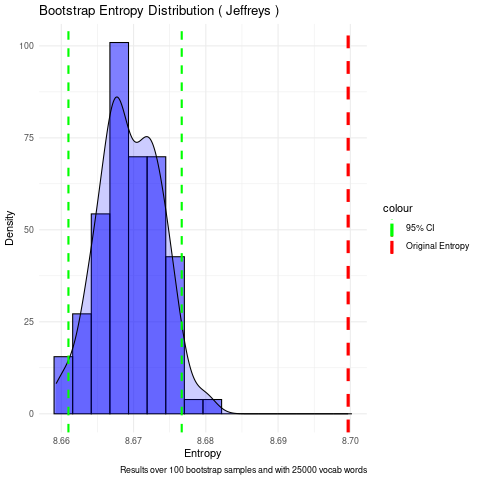 Bootstrap Entropy Distribution ( Jeffreys )
100
75
50
25
0
Density
8.66 8.67 8.68 8.69 8.70
Entropy
colour
95% CI
Original Entropy
Results over 100 bootstrap samples and with 25000 vocab words